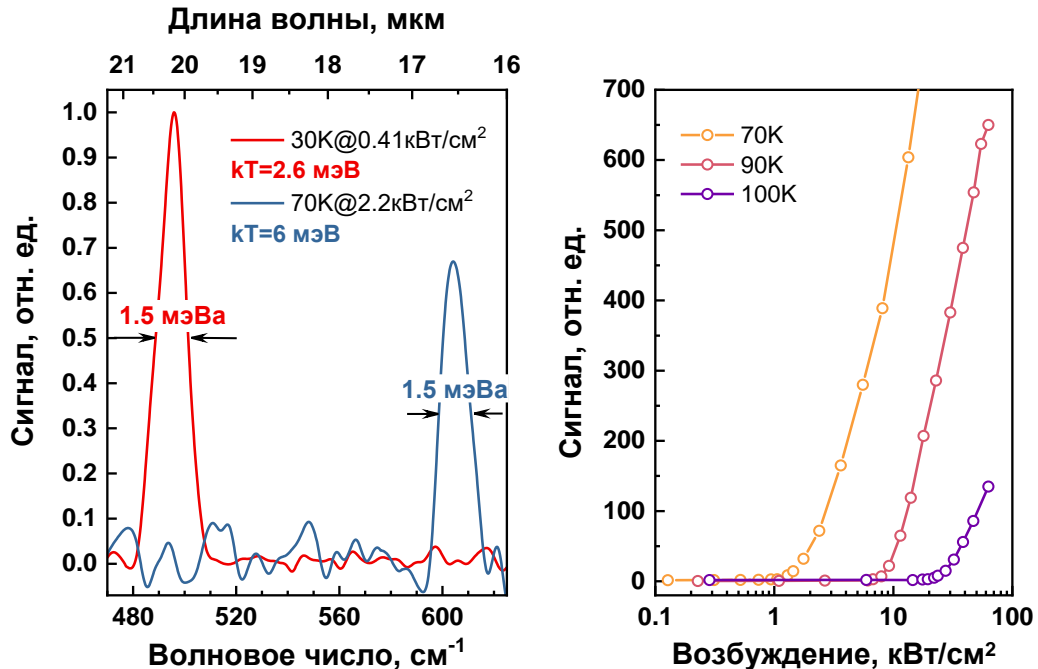 Длина волны, мкм
21 20 19 18 17 16
1.0
0.9
0.8
0.7
0.6
0.5
0.4
0.3
0.2
0.1
0.0
Сигнал, отн. ед.
30K@0.41кВт/см²
kT=2.6 мэВ
70K@2.2кВт/см²
kT=6 мэВ
1.5 мэВа
1.5 мэВа
480 520 560 600
Волновое число, см⁻¹
700
600
500
400
300
200
100
0
Сигнал, отн. ед.
70K
90K
100K
0.1 1 10 100
Возбуждение, кВт/см²